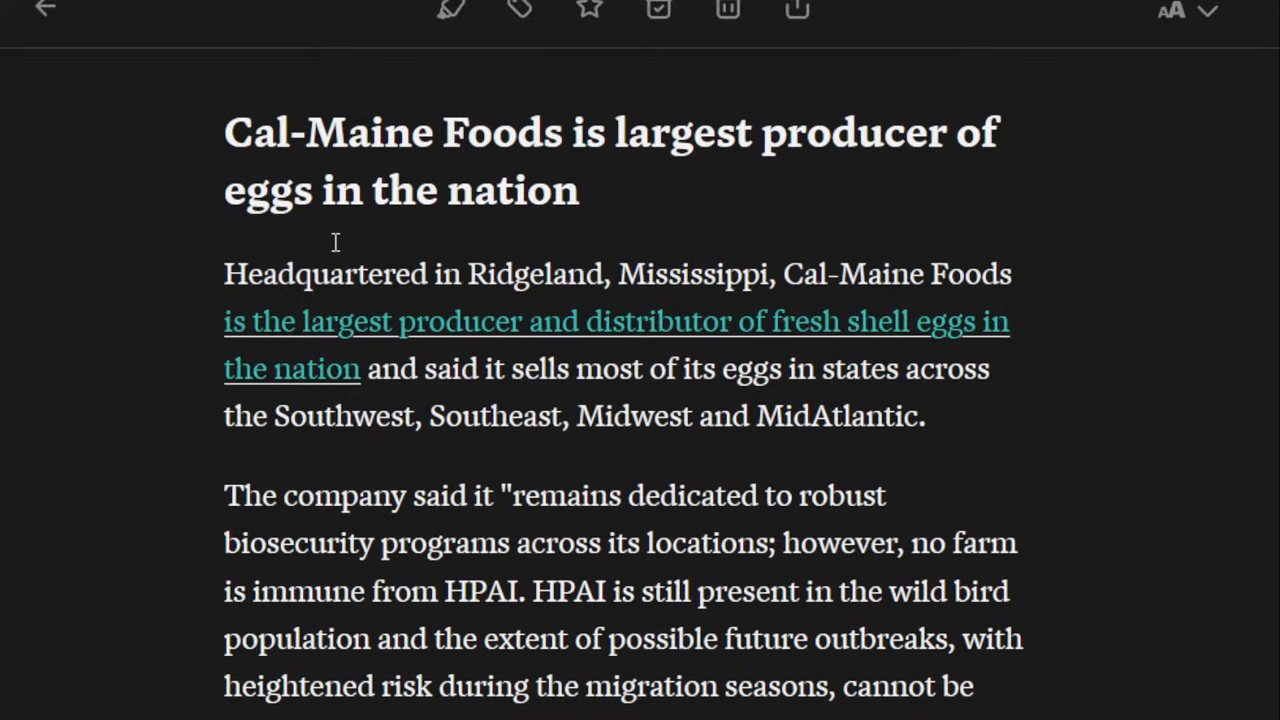 AA
Cal-Maine Foods is largest producer of
eggs in the nation
Headquartered in Ridgeland, Mississippi, Cal-Maine Foods
is the largest producer and distributor of fresh shell eggs in
the nation and said it sells most of its eggs in states across
the Southwest, Southeast, Midwest and MidAtlantic.
The company said it "remains dedicated to robust
biosecurity programs across its locations; however, no farm
is immune from HPAI. HPAI is still present in the wild bird
population and the extent of possible future outbreaks, with
heightened risk during the migration seasons, cannot be